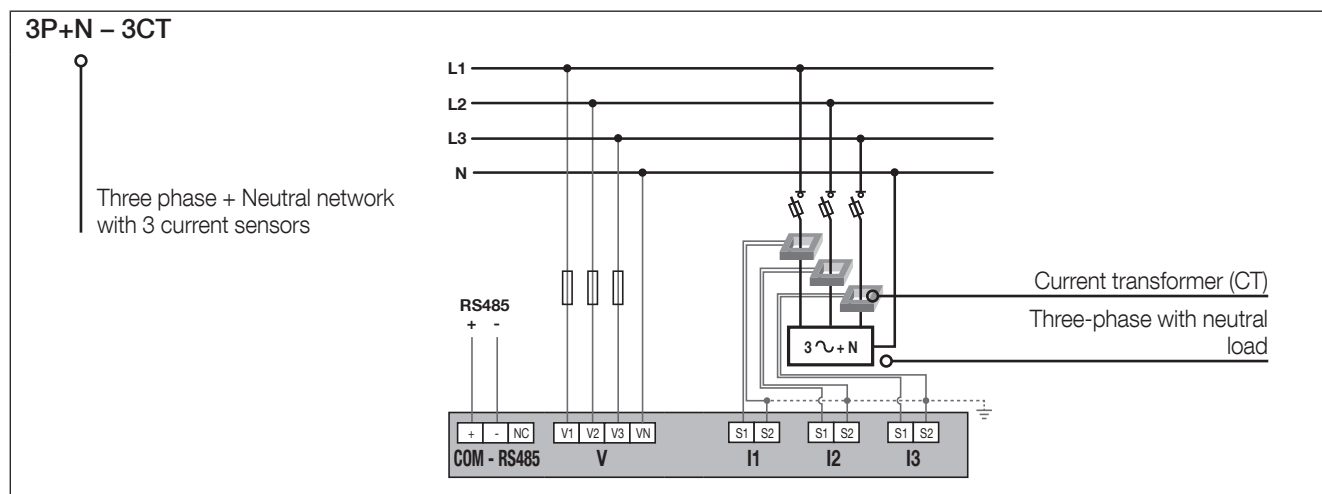 3P+N – 3CT
Three phase + Neutral network
with 3 current sensors
L1
L2
L3
N
RS485
+ -
Current transformer (CT)
Three-phase with neutral
load
3 ∿ + N
+ - NC V1 V2 V3 VN S1 S2 S1 S2 S1 S2
COM - RS485 V I1 I2 I3